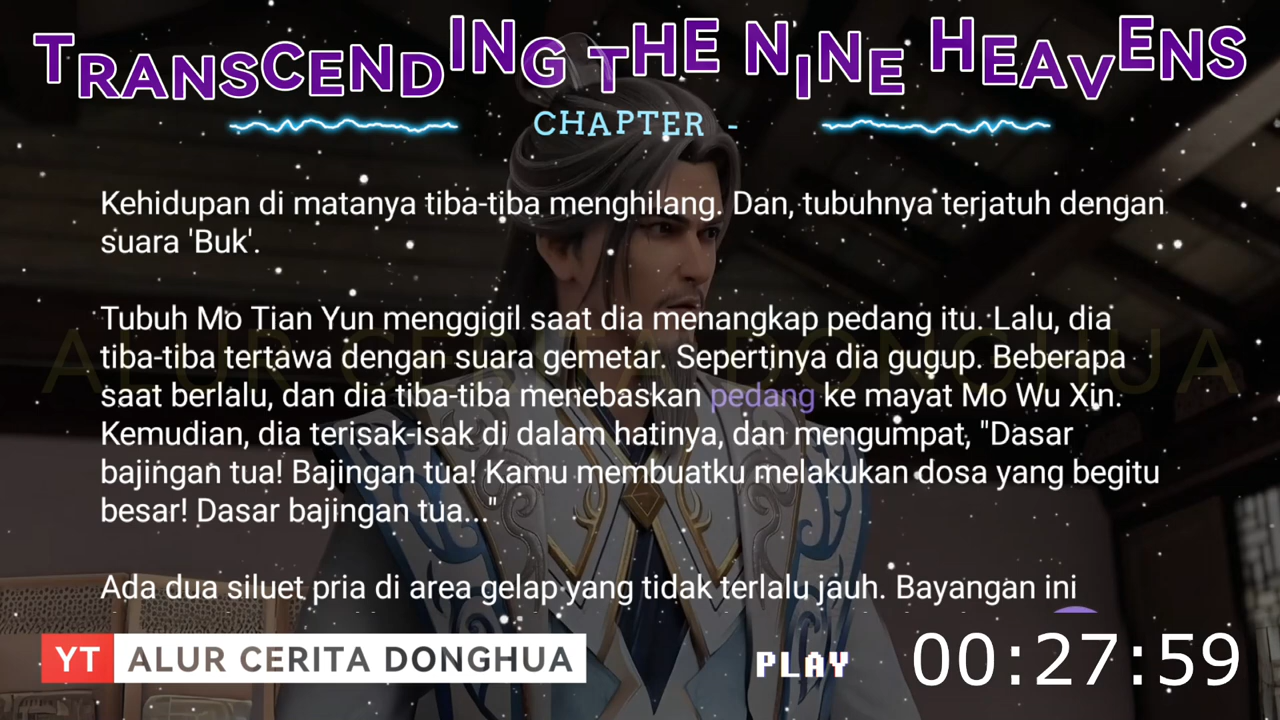 TRANSCENDING THE NINE HEAVENS
CHAPTER -
Kehidupan di matanya tiba-tiba menghilang. Dan, tubuhnya terjatuh dengan
suara 'Buk'.
Tubuh Mo Tian Yun menggigil saat dia menangkap pedang itu. Lalu, dia
tiba-tiba tertawa dengan suara gemetar. Sepertinya dia gugup. Beberapa
saat berlalu, dan dia tiba-tiba menebaskan pedang ke mayat Mo Wu Xin.
Kemudian, dia terisak-isak di dalam hatinya, dan mengumpat, "Dasar
bajingan tua! Bajingan tua! Kamu membuatku melakukan dosa yang begitu
besar! Dasar bajingan tua..."
Ada dua siluet pria di area gelap yang tidak terlalu jauh. Bayangan ini
ALUR CERITA DONGHUA
YT ALUR CERITA DONGHUA
PLAY 00:27:59